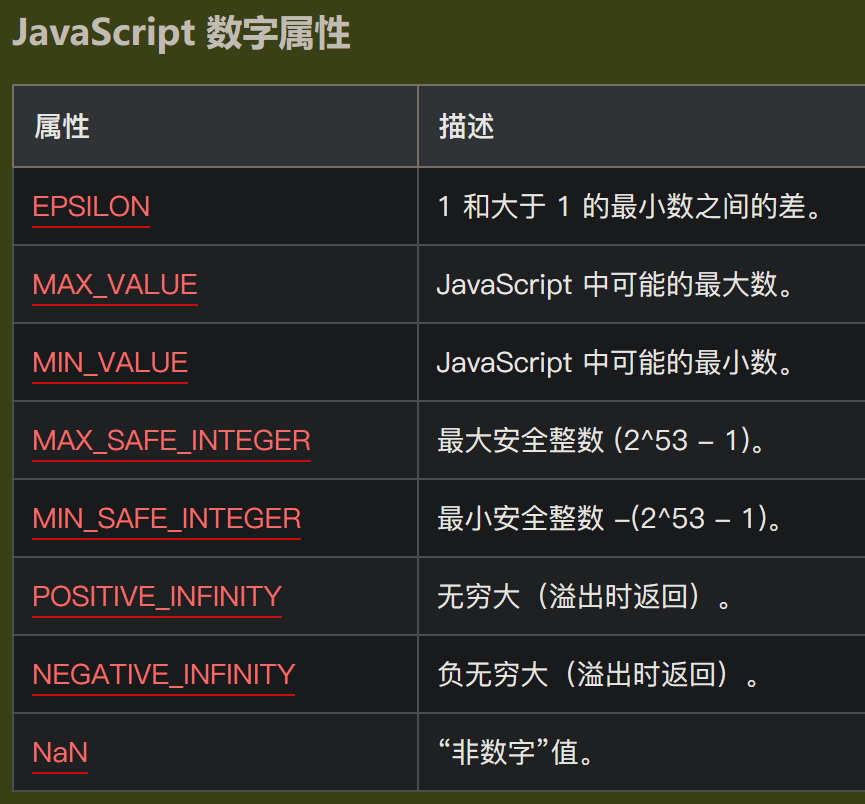 JavaScript 数字属性
属性 描述
EPSILON 1 和大于 1 的最小数之间的差。
MAX_VALUE JavaScript 中可能的最大数。
MIN_VALUE JavaScript 中可能的最小数。
MAX_SAFE_INTEGER 最大安全整数 (2^53 – 1)。
MIN_SAFE_INTEGER 最小安全整数 –(2^53 – 1)。
POSITIVE_INFINITY 无穷大（溢出时返回）。
NEGATIVE_INFINITY 负无穷大（溢出时返回）。
NaN “非数字”值。